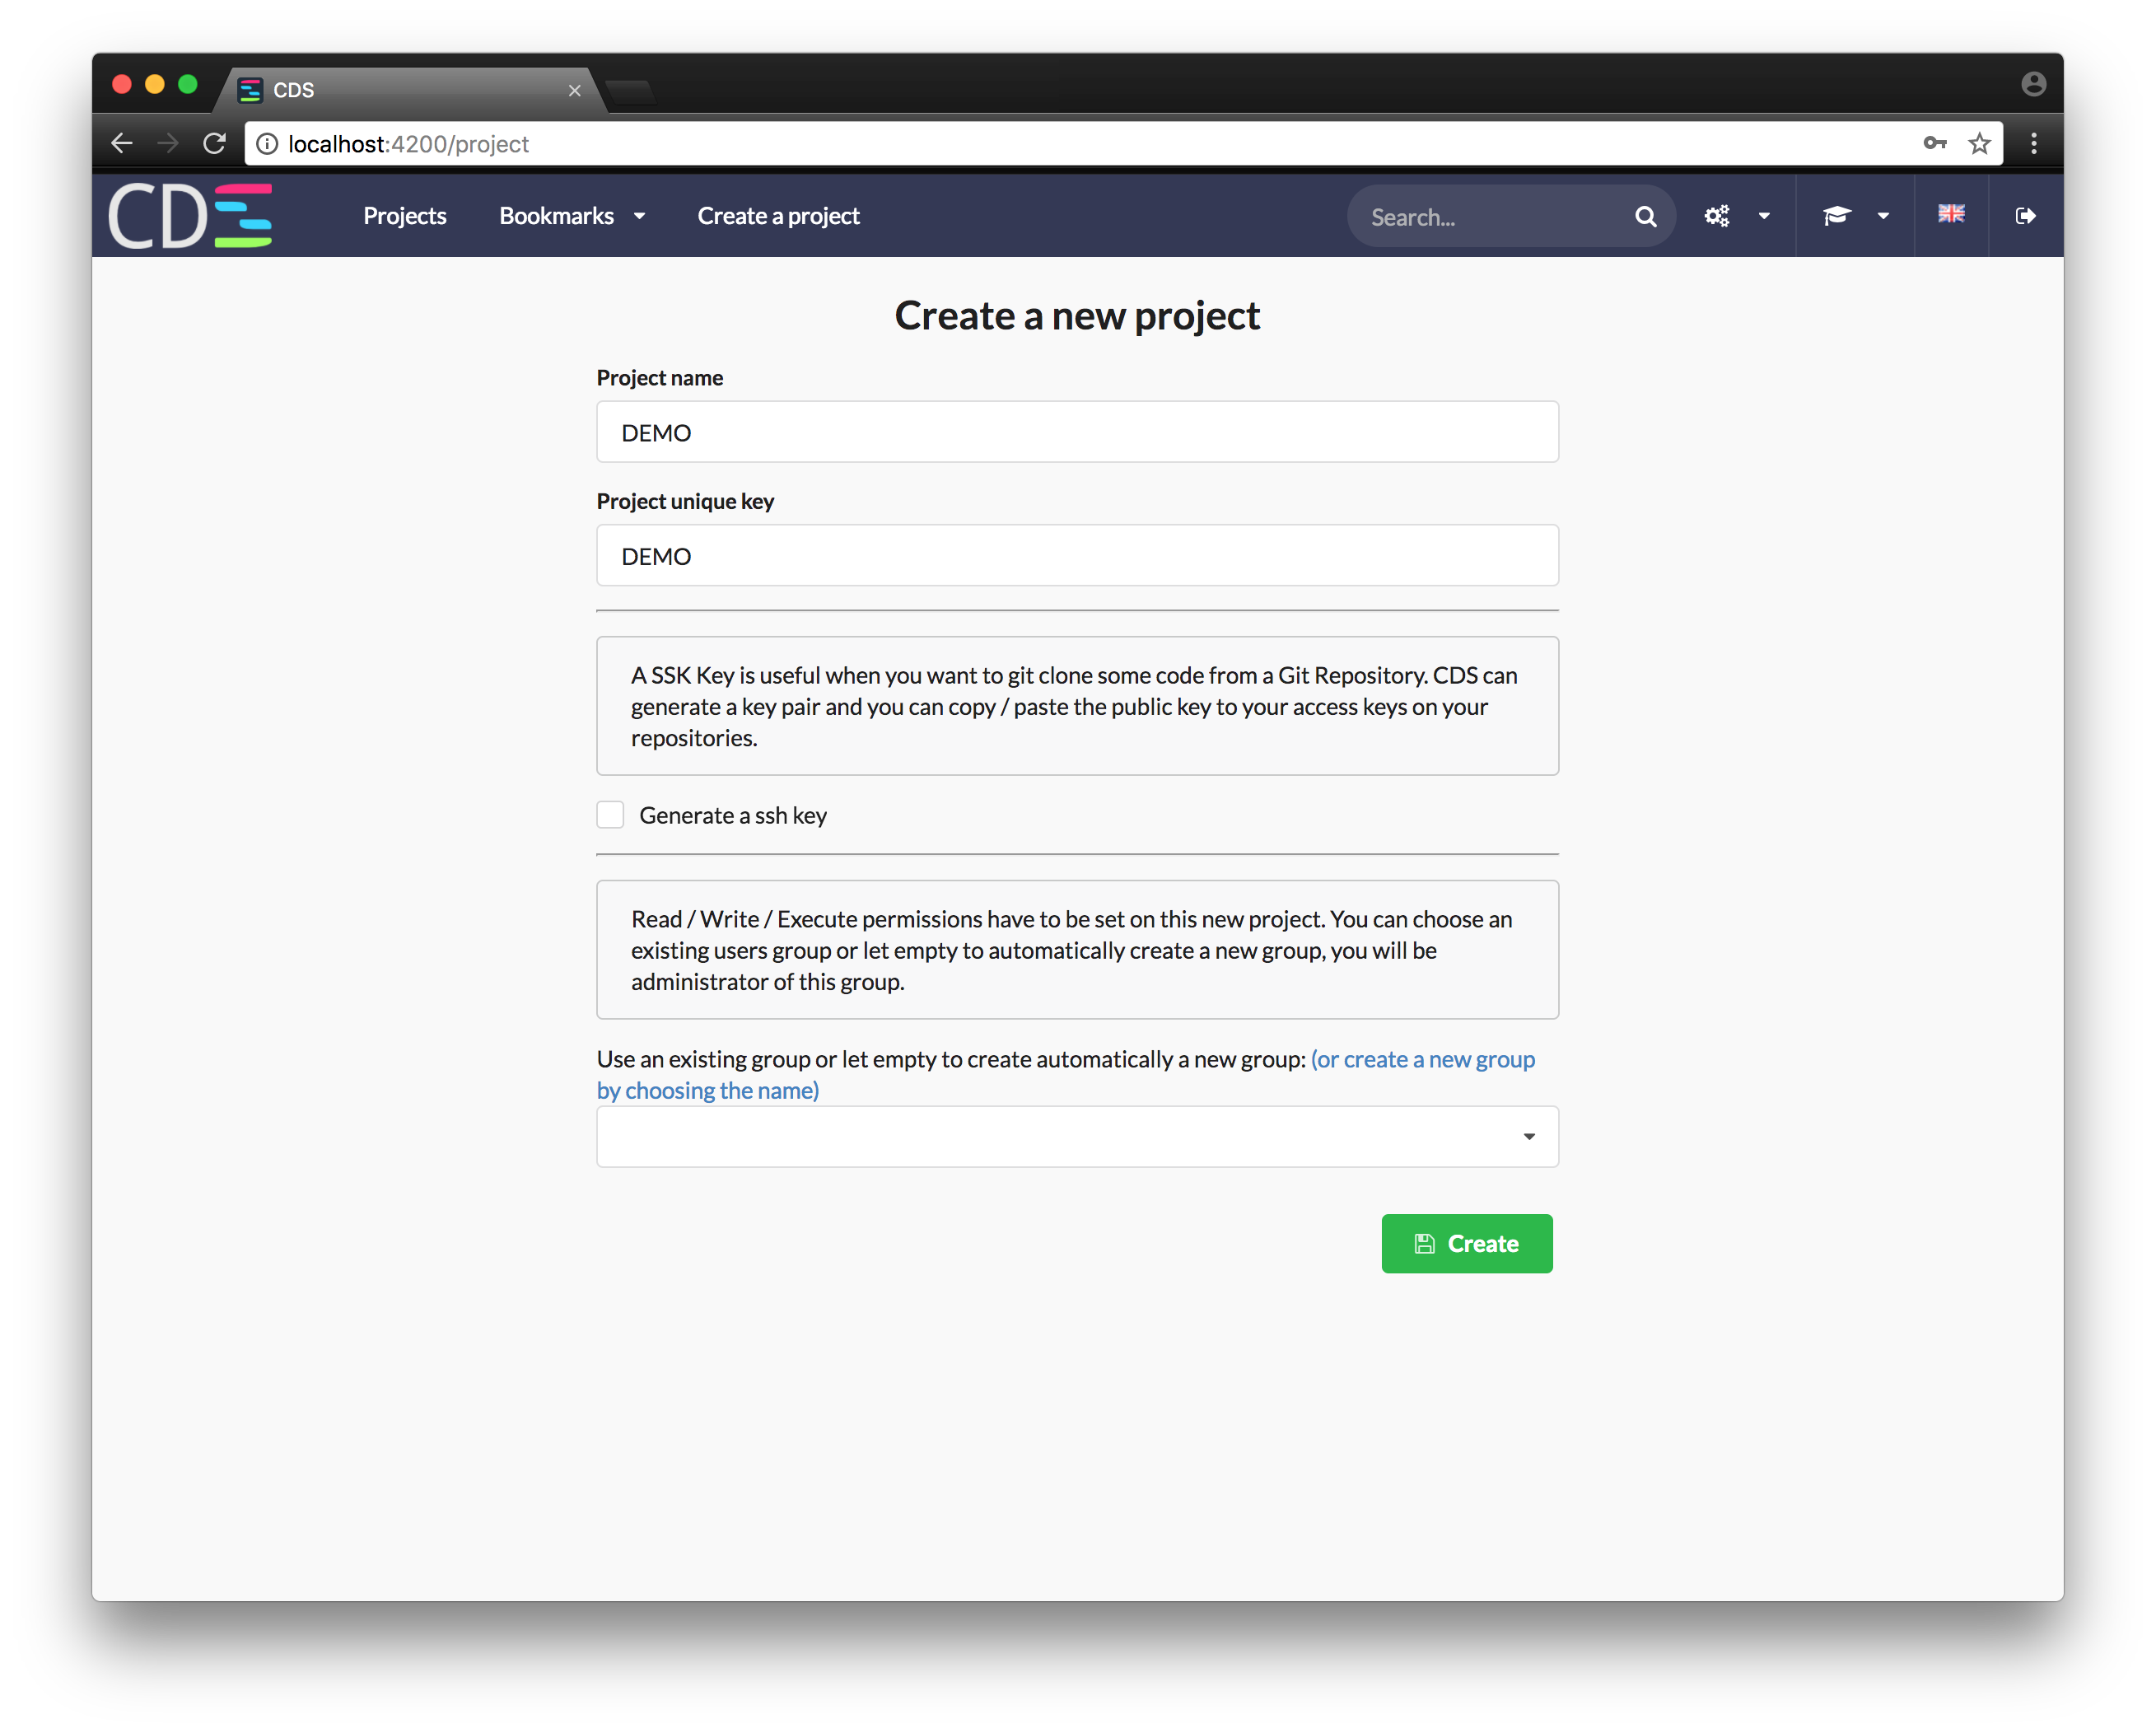 CDS
localhost:4200/project
CDS
Projects
Bookmarks
Create a project
Search...
Create a new project
Project name
DEMO
Project unique key
DEMO
A SSK Key is useful when you want to git clone some code from a Git Repository. CDS can
generate a key pair and you can copy / paste the public key to your access keys on your
repositories.
Generate a ssh key
Read / Write / Execute permissions have to be set on this new project. You can choose an
existing users group or let empty to automatically create a new group, you will be
administrator of this group.
Use an existing group or let empty to create automatically a new group: (or create a new group
by choosing the name)
Create